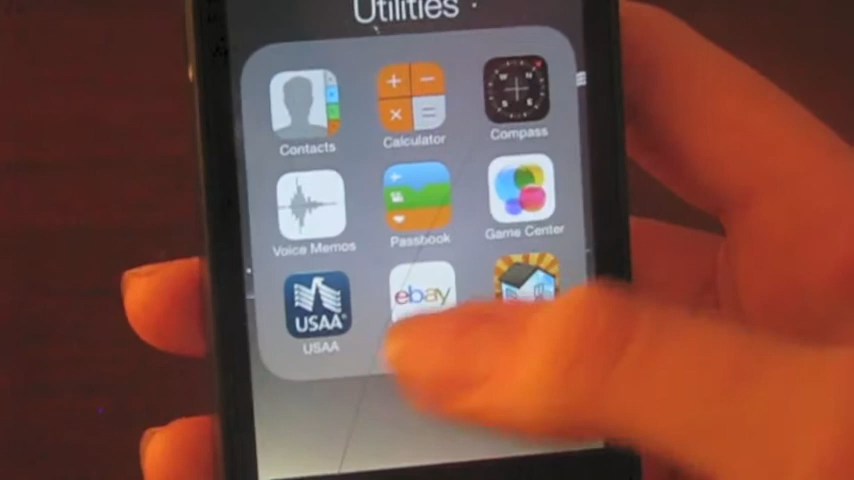 Utilities
Contacts
Calculator
Compass
Voice Memos
Passbook
Game Center
USAA
ebay
USAA